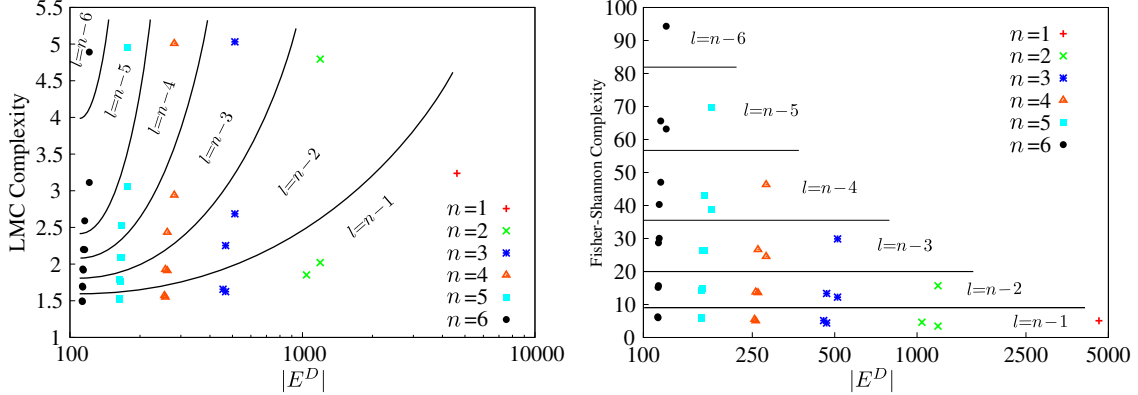 LMC Complexity
5.5
5
4.5
4
3.5
3
2.5
2
1.5
1
l=n−6
l=n−5
l=n−4
l=n−3
l=n−2
l=n−1
n=1
n=2
n=3
n=4
n=5
n=6
100 1000 10000
|E^D|
Fisher-Shannon Complexity
100
90
80
70
60
50
40
30
20
10
0
l=n−6
l=n−5
l=n−4
l=n−3
l=n−2
l=n−1
n=1
n=2
n=3
n=4
n=5
n=6
100 250 500 1000 2500 5000
|E^D|